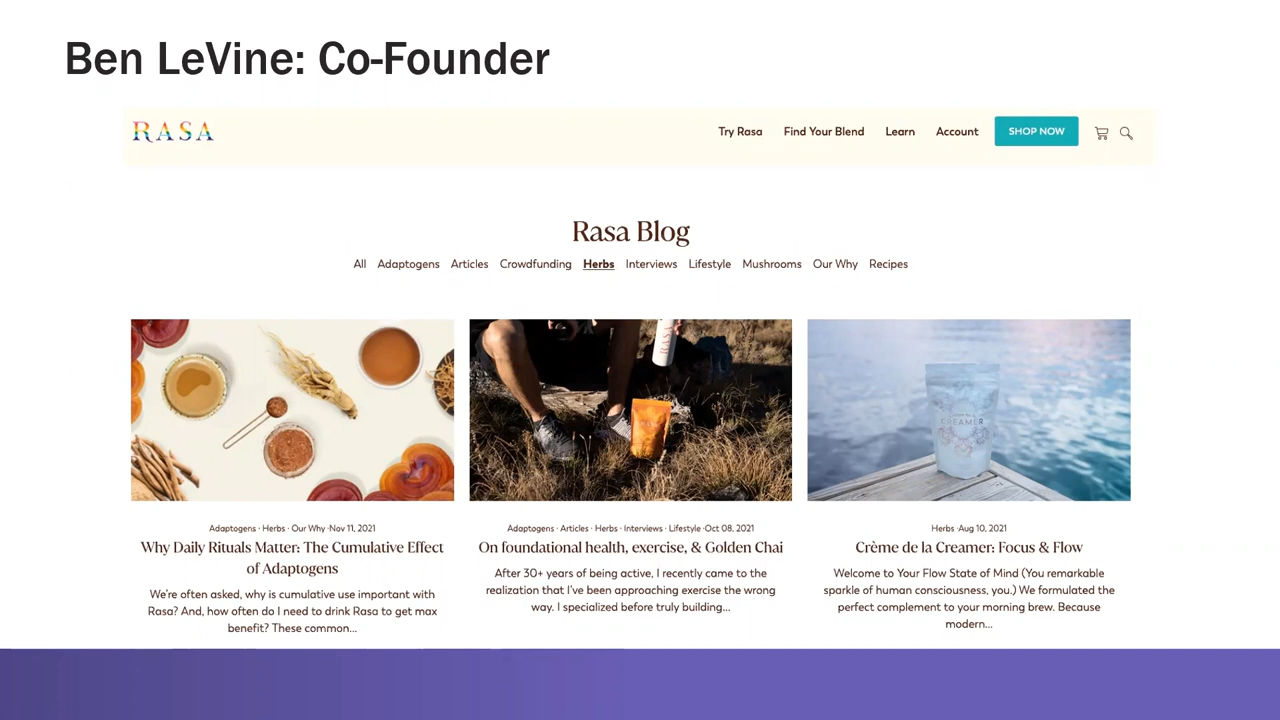 Ben LeVine: Co-Founder
RASA
Try Rasa Find Your Blend Learn Account SHOP NOW
Rasa Blog
All Adaptogens Articles Crowdfunding Herbs Interviews Lifestyle Mushrooms Our Why Recipes
RASA
CREAMER
Adaptogens · Herbs · Our Why ·Nov 11, 2021
Why Daily Rituals Matter: The Cumulative Effect
of Adaptogens
We're often asked, why is cumulative use important with
Rasa? And, how often do I need to drink Rasa to get max
benefit? These common...
Adaptogens · Articles · Herbs · Interviews · Lifestyle ·Oct 08, 2021
On foundational health, exercise, & Golden Chai
After 30+ years of being active, I recently came to the
realization that I've been approaching exercise the wrong
way. I specialized before truly building...
Herbs ·Aug 10, 2021
Crème de la Creamer: Focus & Flow
Welcome to Your Flow State of Mind (You remarkable
sparkle of human consciousness, you.) We formulated the
perfect complement to your morning brew. Because
modern...